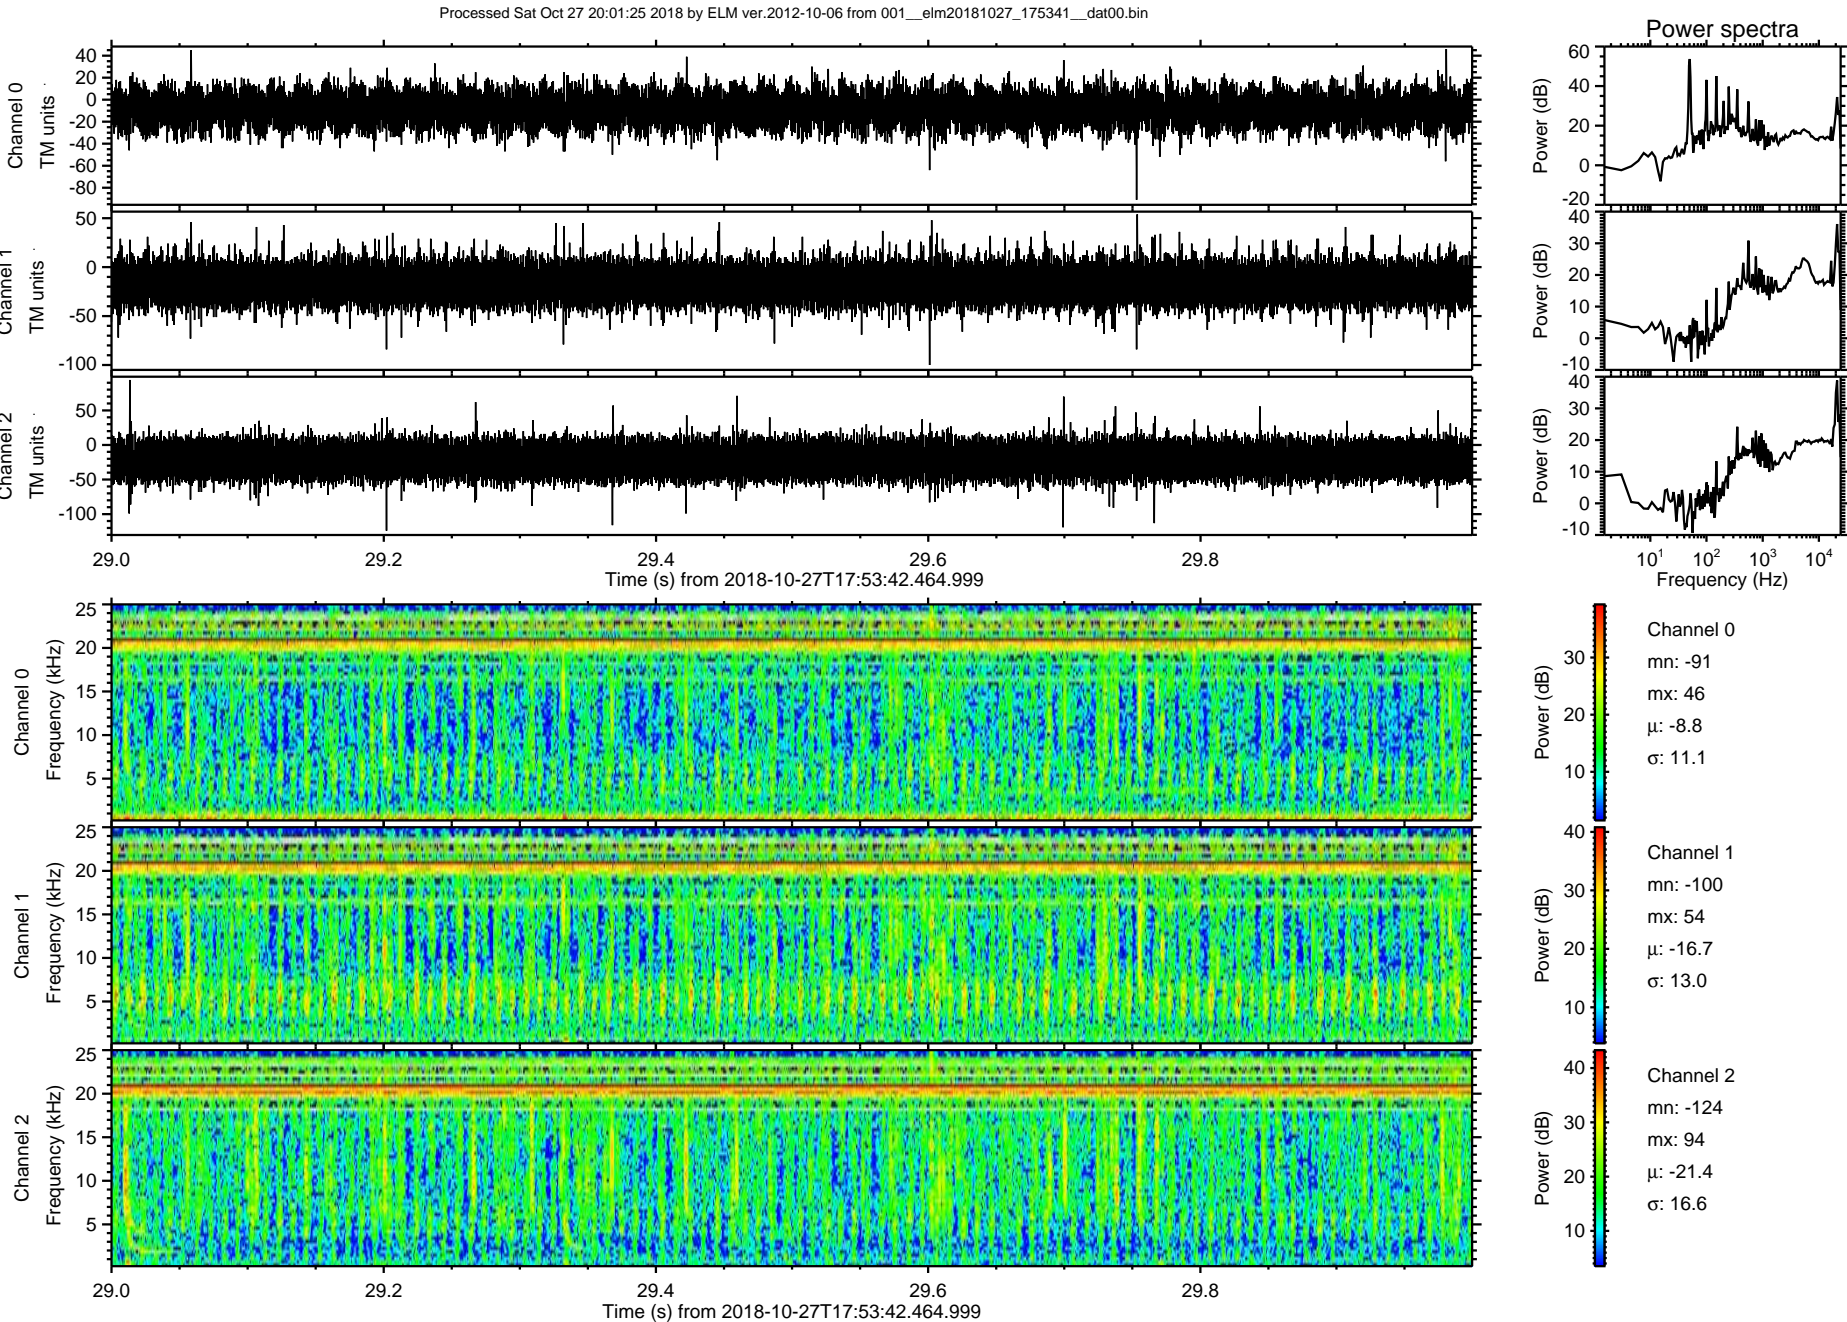 Processed Sat Oct 27 20:01:25 2018 by ELM ver.2012-10-06 from 001__elm20181027_175341__dat00.bin
Power spectra
Channel 0
TM units
40
20
0
-20
-40
-60
-80
Power (dB)
60
40
20
0
-20
Channel 1
TM units
50
0
-50
-100
Power (dB)
40
30
20
10
0
-10
Channel 2
TM units
50
0
-50
-100
Power (dB)
40
30
20
10
0
-10
29.0 29.2 29.4 29.6 29.8
Time (s) from 2018-10-27T17:53:42.464.999
10¹ 10² 10³ 10⁴
Frequency (Hz)
Channel 0
Frequency (kHz)
25
20
15
10
5
Power (dB)
30
20
10
Channel 0
mn: -91
mx: 46
μ: -8.8
σ: 11.1
Channel 1
Frequency (kHz)
25
20
15
10
5
Power (dB)
40
30
20
10
Channel 1
mn: -100
mx: 54
μ: -16.7
σ: 13.0
Channel 2
Frequency (kHz)
25
20
15
10
5
Power (dB)
40
30
20
10
Channel 2
mn: -124
mx: 94
μ: -21.4
σ: 16.6
29.0 29.2 29.4 29.6 29.8
Time (s) from 2018-10-27T17:53:42.464.999